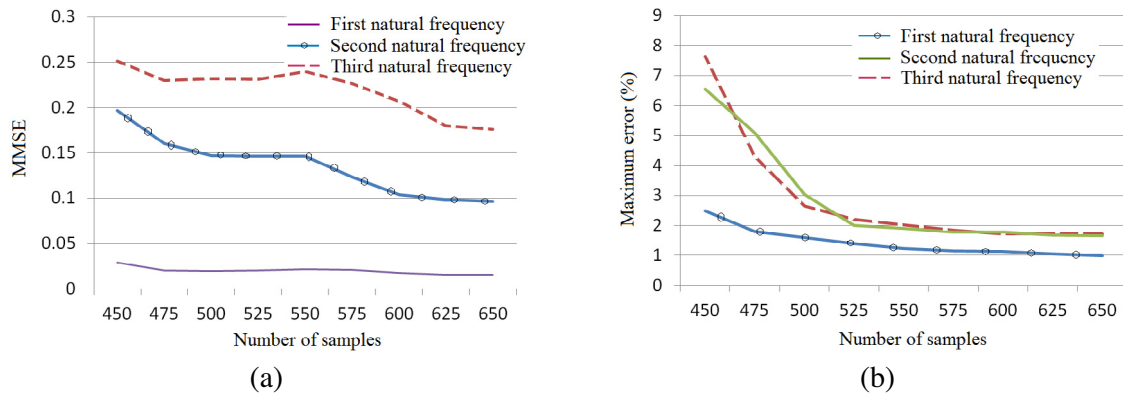 0.3
0.25
0.2
0.15
0.1
0.05
0
MMSE
First natural frequency
Second natural frequency
Third natural frequency
450 475 500 525 550 575 600 625 650
Number of samples
(a)
9
8
7
6
5
4
3
2
1
0
Maximum error (%)
First natural frequency
Second natural frequency
Third natural frequency
450 475 500 525 550 575 600 625 650
Number of samples
(b)